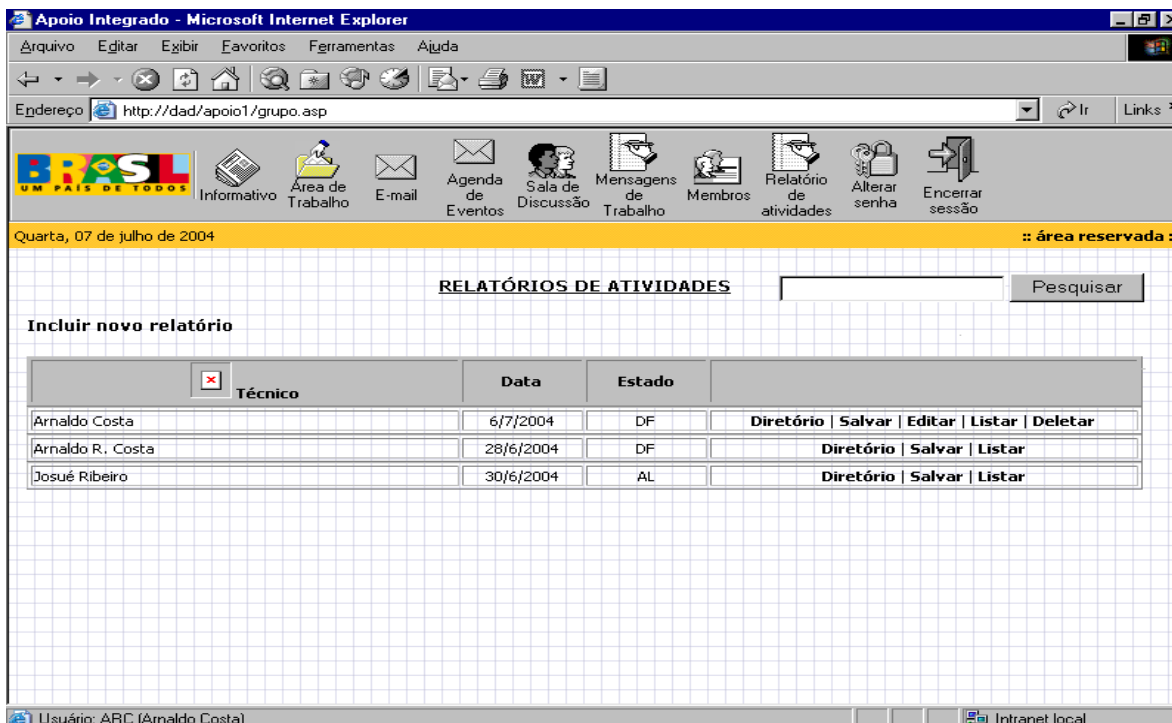 Apoio Integrado - Microsoft Internet Explorer
Arquivo Editar Exibir Favoritos Ferramentas Ajuda
Endereço http://dad/apoio1/grupo.asp Ir Links
BRASIL
UM PAÍS DE TODOS
Informativo
Área de
Trabalho
E-mail
Agenda
de
Eventos
Sala de
Discussão
Mensagens
de
Trabalho
Membros
Relatório
de
atividades
Alterar
senha
Encerrar
sessão
Quarta, 07 de julho de 2004 :: área reservada :
RELATÓRIOS DE ATIVIDADES Pesquisar
Incluir novo relatório
Técnico Data Estado
Arnaldo Costa 6/7/2004 DF Diretório | Salvar | Editar | Listar | Deletar
Arnaldo R. Costa 28/6/2004 DF Diretório | Salvar | Listar
Josué Ribeiro 30/6/2004 AL Diretório | Salvar | Listar
Usuário: ABC (Arnaldo Costa) Intranet local